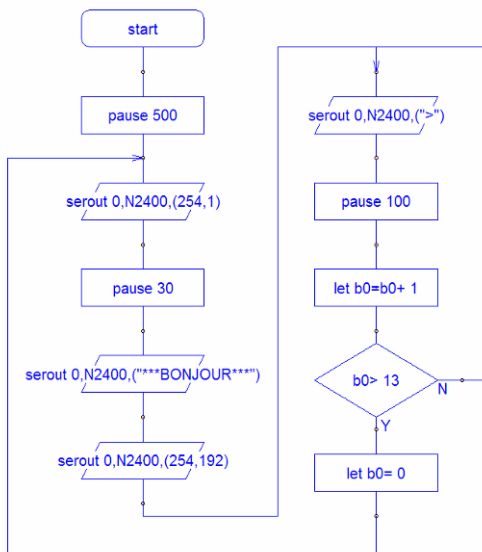 start
pause 500
serout 0,N2400,(254,1)
pause 30
serout 0,N2400,("***BONJOUR***")
serout 0,N2400,(254,192)
serout 0,N2400,(">")
pause 100
let b0=b0+ 1
b0> 13
N
Y
let b0= 0